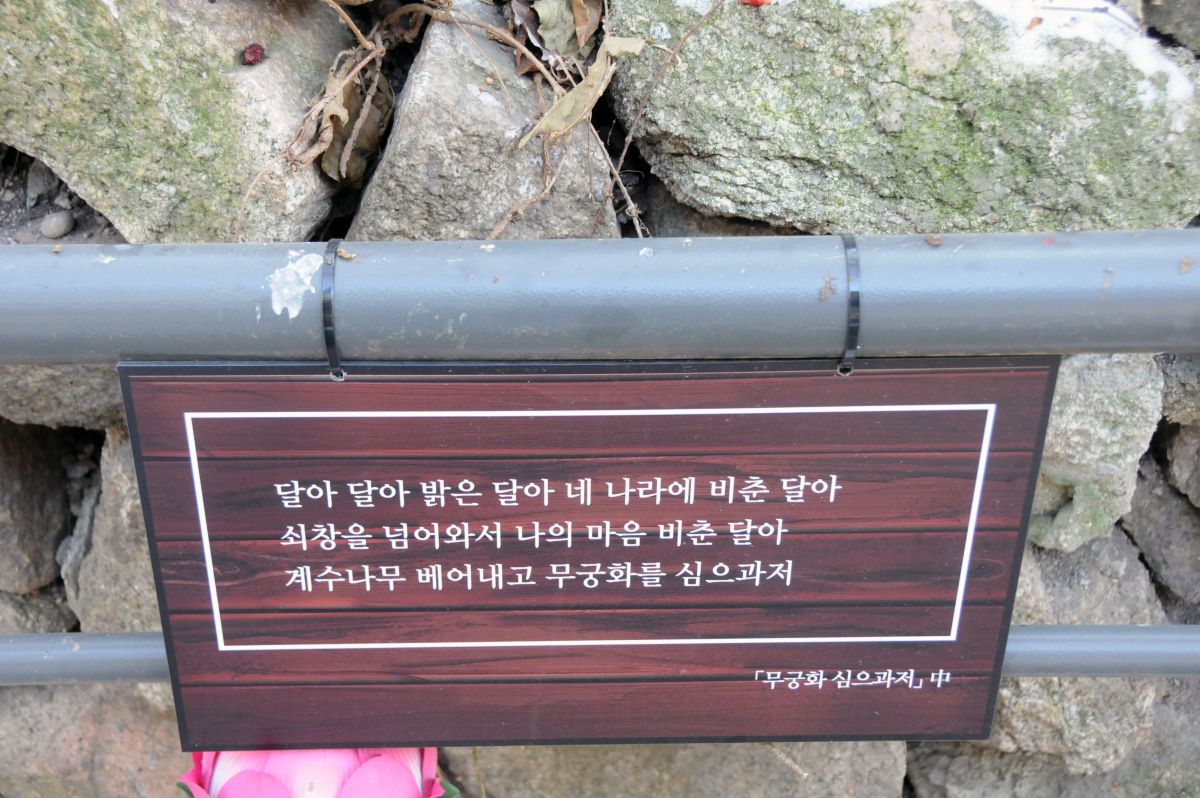 달아 달아 밝은 달아 네 나라에 비춘 달아
쇠창을 넘어와서 나의 마음 비춘 달아
계수나무 베어내고 무궁화를 심으과저
「무궁화 심으과저」 中